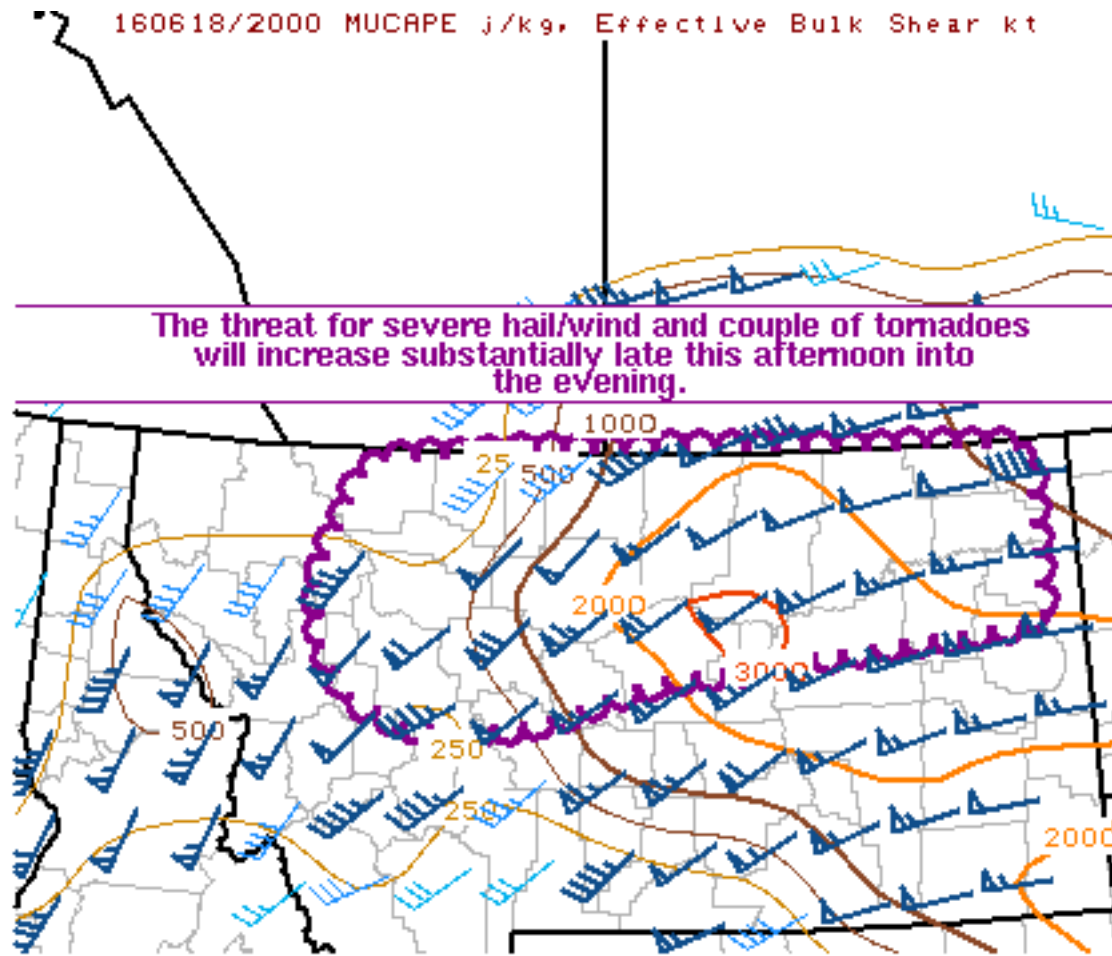 160618/2000 MUCAPE j/kg, Effective Bulk Shear kt
The threat for severe hail/wind and couple of tornadoes
will increase substantially late this afternoon into
the evening.
1000
25
500
2000
3000
500
250
250
2000